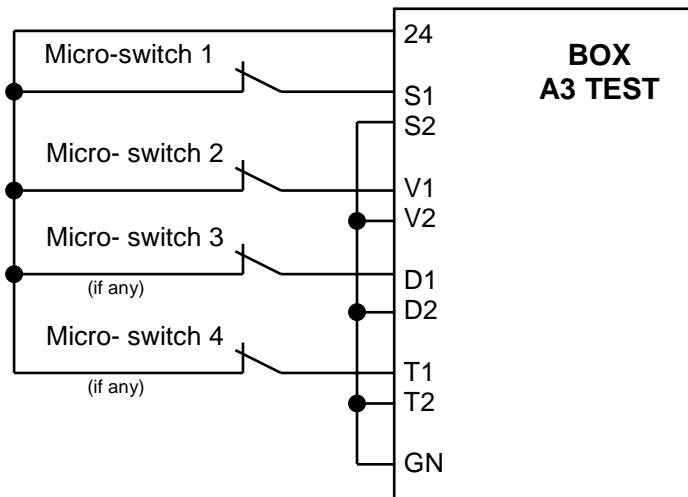 24
Micro-switch 1
BOX
A3 TEST
S1
S2
Micro- switch 2
V1
V2
Micro- switch 3
(if any)
D1
D2
Micro- switch 4
(if any)
T1
T2
GN